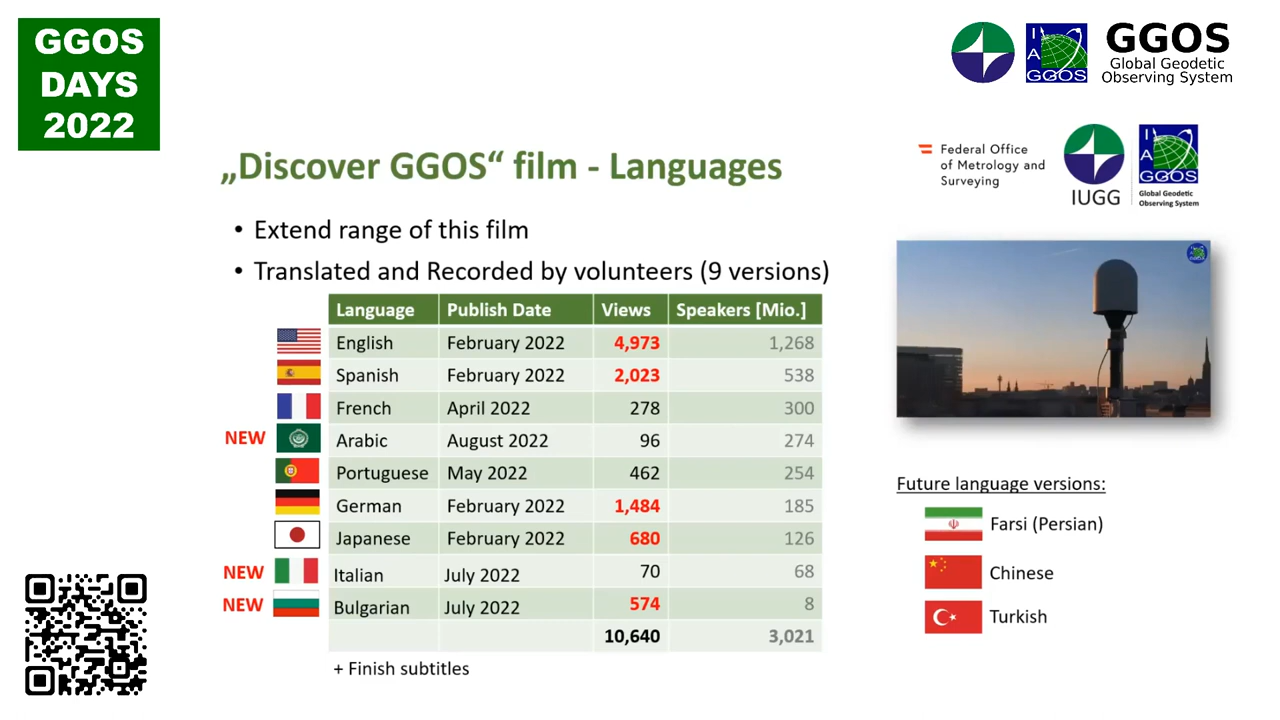 GGOS
DAYS
2022
I
A
G
GGOS
GGOS
Global Geodetic
Observing System
„Discover GGOS“ film - Languages
Federal Office
of Metrology and
Surveying
IUGG
I
A
G
GGOS
Global Geodetic
Observing System
• Extend range of this film
• Translated and Recorded by volunteers (9 versions)
Language Publish Date Views Speakers [Mio.]
English February 2022 4,973 1,268
Spanish February 2022 2,023 538
French April 2022 278 300
NEW Arabic August 2022 96 274
Portuguese May 2022 462 254
German February 2022 1,484 185
Japanese February 2022 680 126
NEW Italian July 2022 70 68
NEW Bulgarian July 2022 574 8
10,640 3,021
+ Finish subtitles
Future language versions:
Farsi (Persian)
Chinese
Turkish